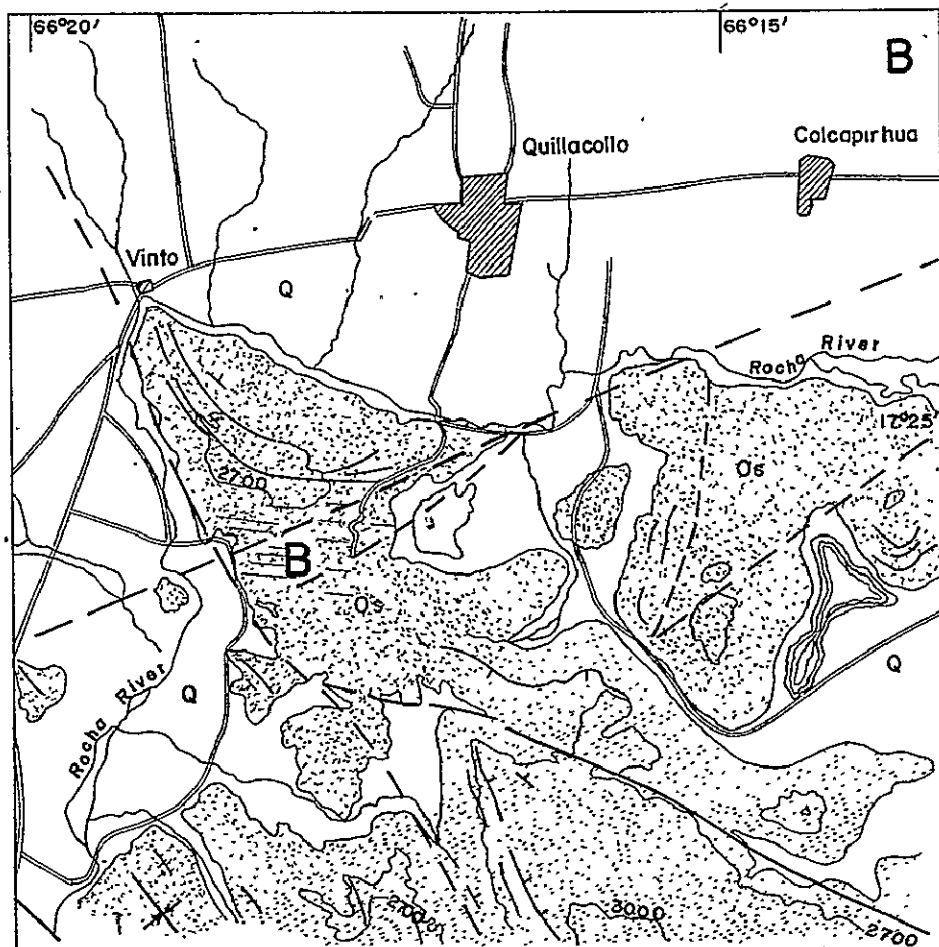 66°20'
66°15'
B
Quillacollo
Colcapirhua
Vinto
Q
Rocha River
17°25'
2700
Os
B
Os
Q
Rocha River
Q
3000
2700